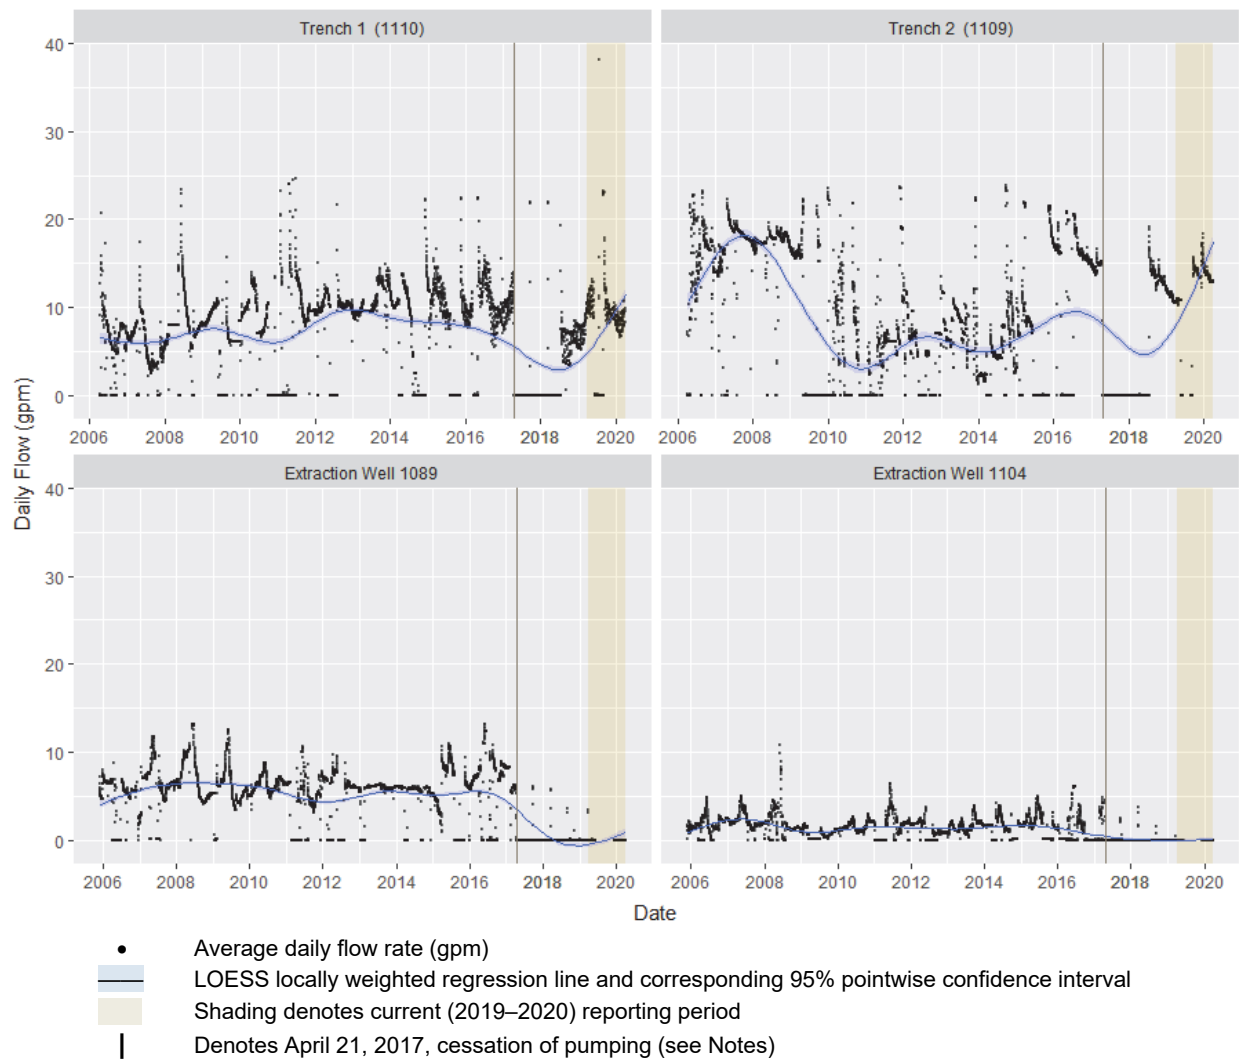 Trench 1 (1110)
Trench 2 (1109)
40
30
20
10
0
2006 2008 2010 2012 2014 2016 2018 2020
2006 2008 2010 2012 2014 2016 2018 2020
Daily Flow (gpm)
Extraction Well 1089
Extraction Well 1104
40
30
20
10
0
2006 2008 2010 2012 2014 2016 2018 2020
2006 2008 2010 2012 2014 2016 2018 2020
Date
Average daily flow rate (gpm)
LOESS locally weighted regression line and corresponding 95% pointwise confidence interval
Shading denotes current (2019–2020) reporting period
Denotes April 21, 2017, cessation of pumping (see Notes)